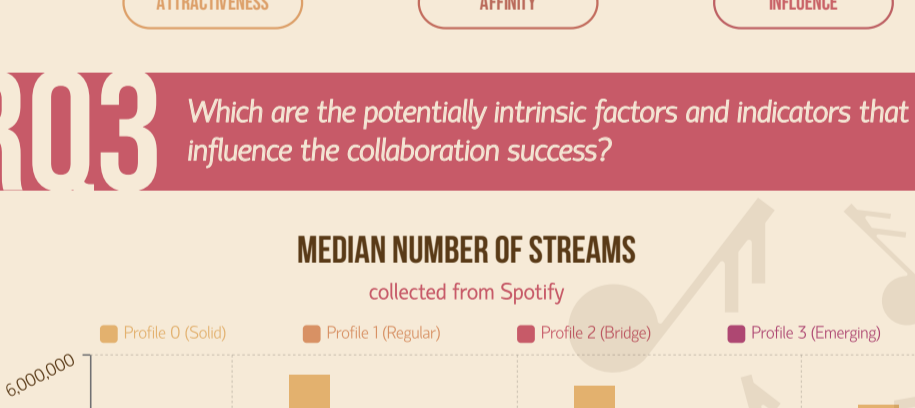 ATTRACTIVENESS AFFINITY INFLUENCE
RQ3
Which are the potentially intrinsic factors and indicators that
influence the collaboration success?
MEDIAN NUMBER OF STREAMS
collected from Spotify
Profile 0 (Solid) Profile 1 (Regular) Profile 2 (Bridge) Profile 3 (Emerging)
6,000,000